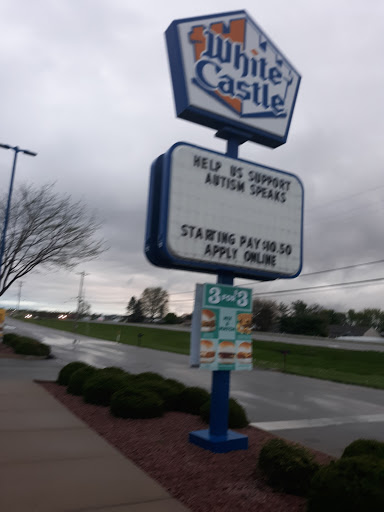 White
Castle
HELP US SUPPORT
AUTISM SPEAKS
STARTING PAY $10.50
APPLY ONLINE
3 FOR $3